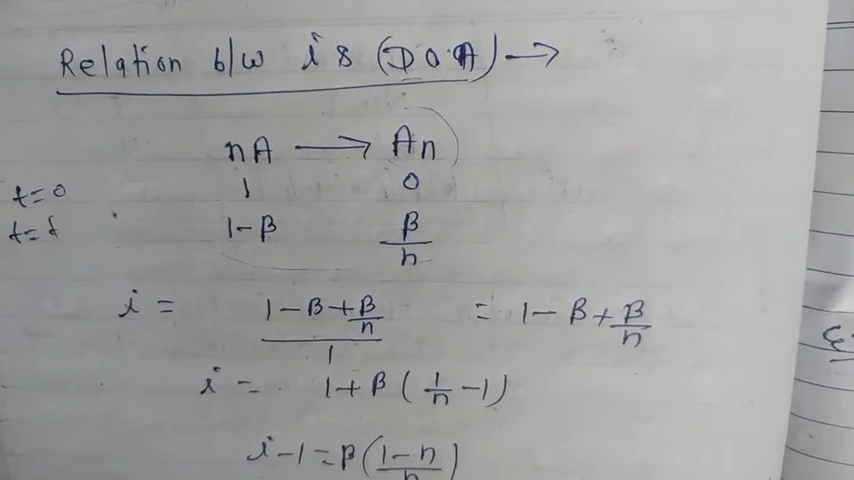 Relation b/w i & (DOA) →
nA → An
t=0 1 0
t=t 1-β β/n
i = (1-β+β/n)/1 = 1-β+β/n
i = 1+β(1/n -1)
i-1=β((1-n)/n)